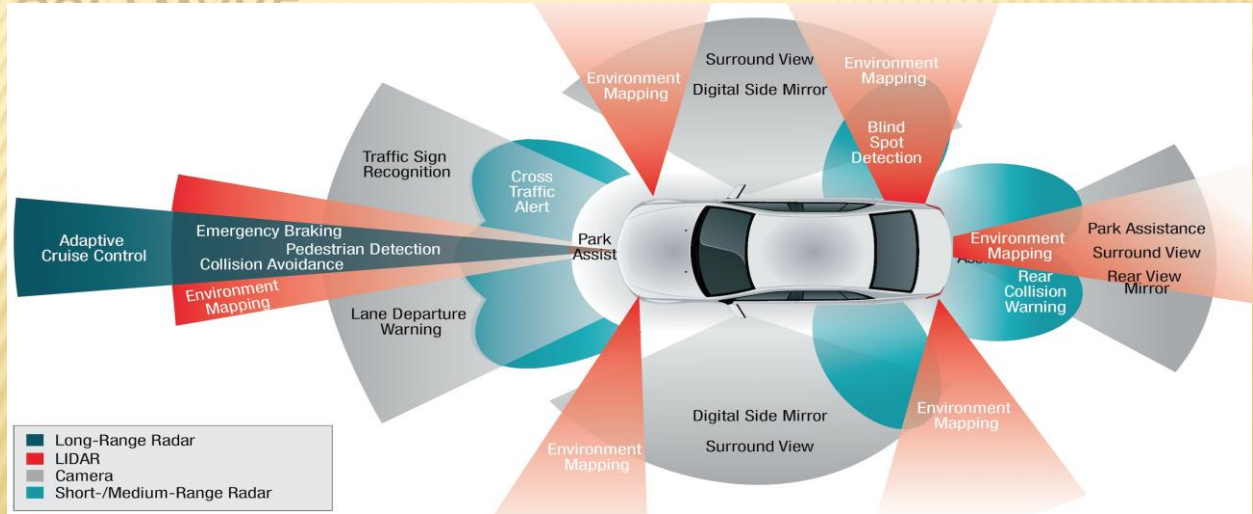 Surround View
Digital Side Mirror
Environment
Mapping
Environment
Mapping
Blind
Spot
Detection
Traffic Sign
Recognition
Cross
Traffic
Alert
Adaptive
Cruise Control
Emergency Braking
Pedestrian Detection
Collision Avoidance
Environment
Mapping
Lane Departure
Warning
Park
Assist
Environment
Mapping
Rear
Collision
Warning
Park Assistance
Surround View
Rear View
Mirror
Digital Side Mirror
Surround View
Environment
Mapping
Environment
Mapping
Long-Range Radar
LIDAR
Camera
Short-/Medium-Range Radar